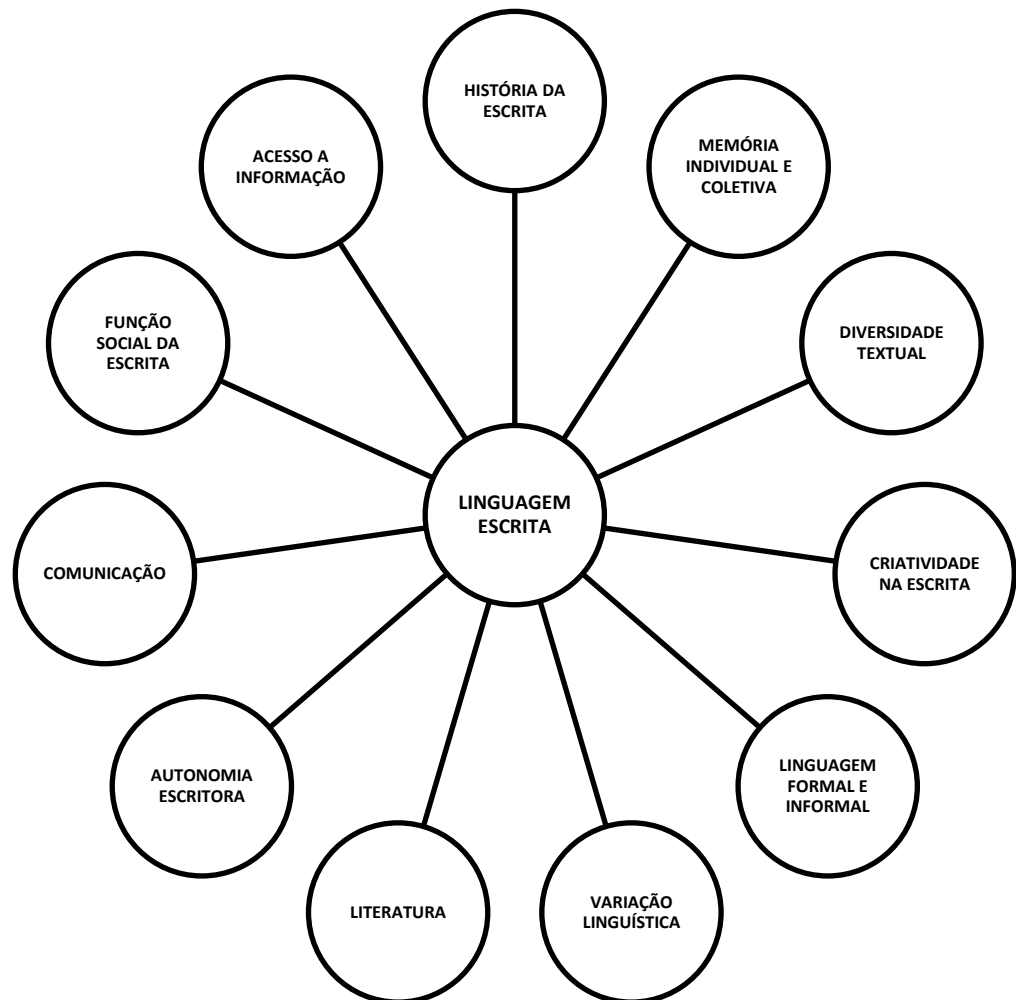 HISTÓRIA DA
ESCRITA
MEMÓRIA
INDIVIDUAL E
COLETIVA
DIVERSIDADE
TEXTUAL
CRIATIVIDADE
NA ESCRITA
LINGUAGEM
FORMAL E
INFORMAL
VARIAÇÃO
LINGUÍSTICA
LITERATURA
AUTONOMIA
ESCRITORA
COMUNICAÇÃO
FUNÇÃO
SOCIAL DA
ESCRITA
ACESSO A
INFORMAÇÃO
LINGUAGEM
ESCRITA